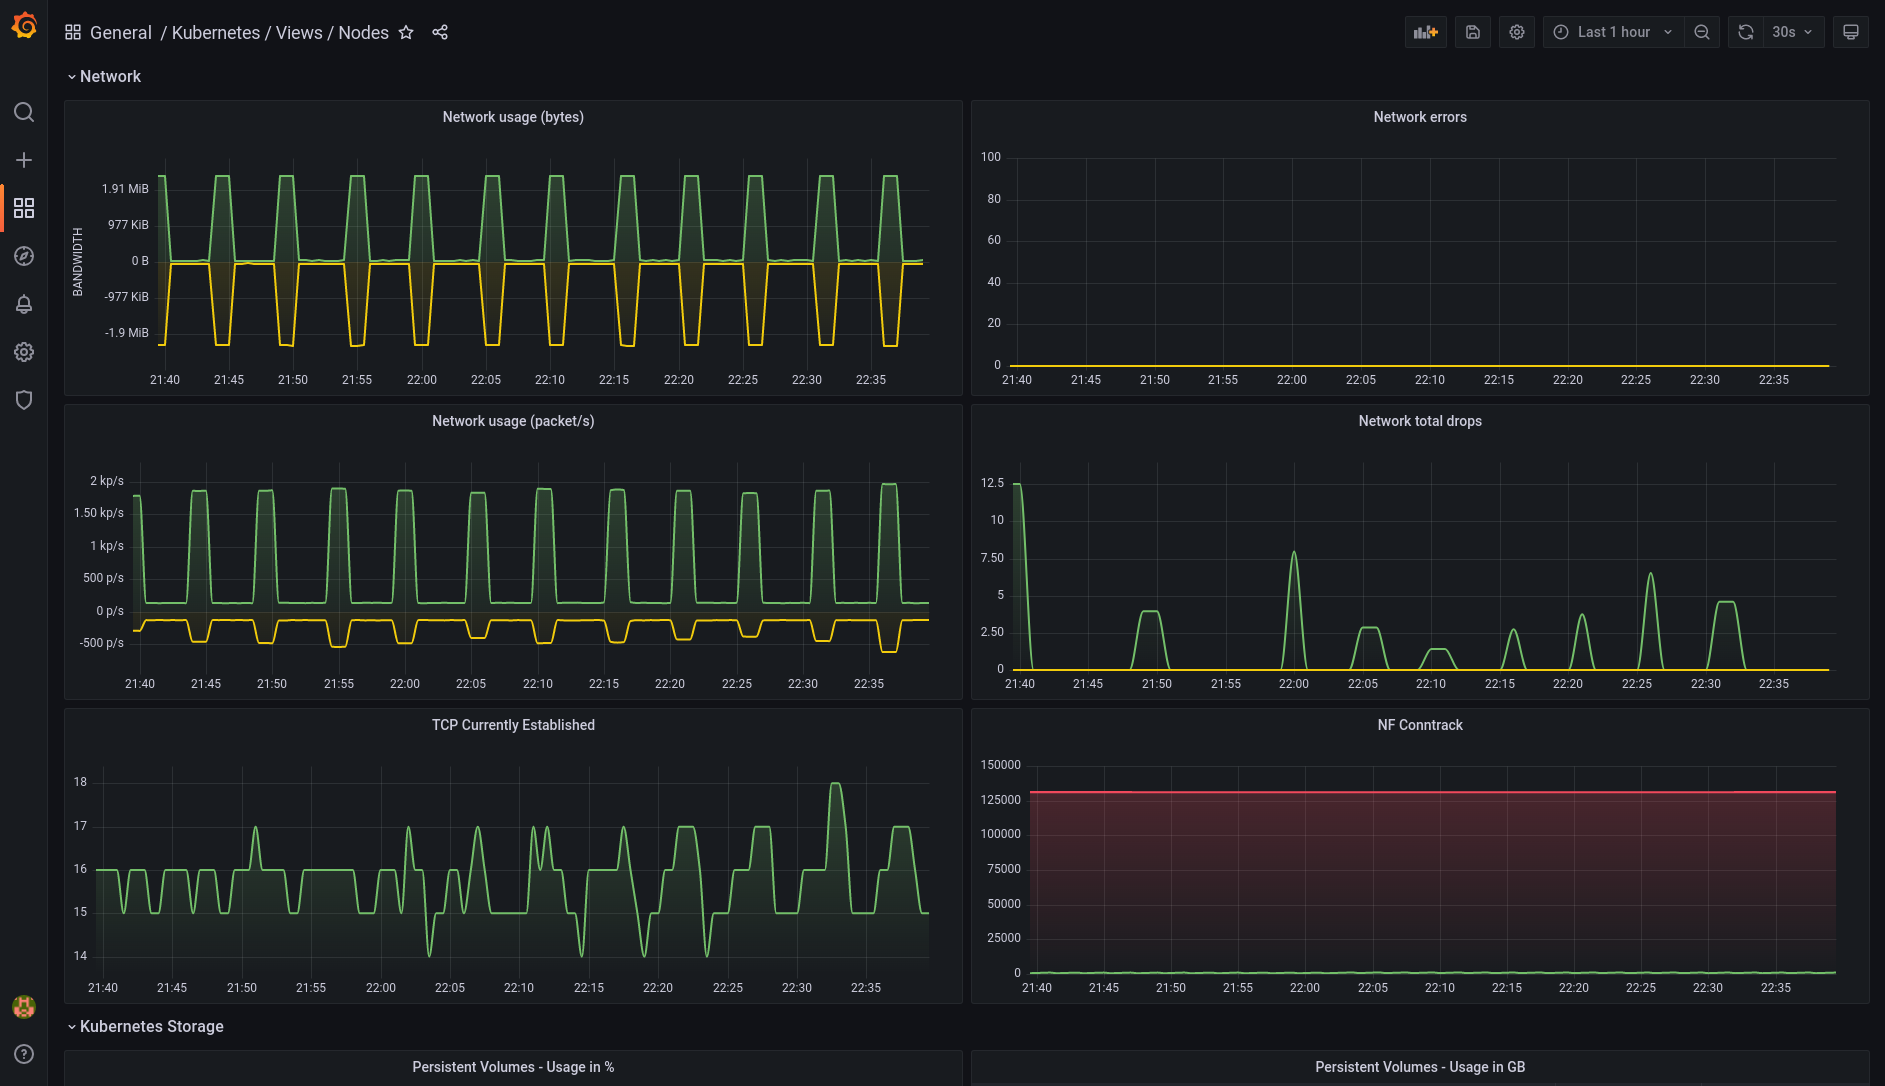 General / Kubernetes / Views / Nodes
Last 1 hour
30s
Network
Network usage (bytes)
BANDWIDTH
1.91 MiB
977 KiB
0 B
-977 KiB
-1.9 MiB
21:40 21:45 21:50 21:55 22:00 22:05 22:10 22:15 22:20 22:25 22:30 22:35
Network errors
100
80
60
40
20
0
21:40 21:45 21:50 21:55 22:00 22:05 22:10 22:15 22:20 22:25 22:30 22:35
Network usage (packet/s)
2 kp/s
1.50 kp/s
1 kp/s
500 p/s
0 p/s
-500 p/s
21:40 21:45 21:50 21:55 22:00 22:05 22:10 22:15 22:20 22:25 22:30 22:35
Network total drops
12.5
10
7.50
5
2.50
0
21:40 21:45 21:50 21:55 22:00 22:05 22:10 22:15 22:20 22:25 22:30 22:35
TCP Currently Established
18
17
16
15
14
21:40 21:45 21:50 21:55 22:00 22:05 22:10 22:15 22:20 22:25 22:30 22:35
NF Conntrack
150000
125000
100000
75000
50000
25000
0
21:40 21:45 21:50 21:55 22:00 22:05 22:10 22:15 22:20 22:25 22:30 22:35
Kubernetes Storage
Persistent Volumes - Usage in %
Persistent Volumes - Usage in GB